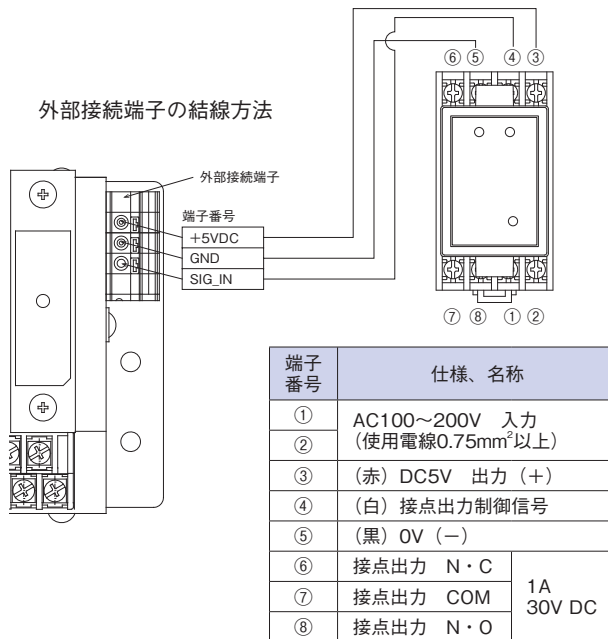 ⑥ ⑤ ④ ③
外部接続端子の結線方法
外部接続端子
端子番号
+5VDC
GND
SIG_IN
⑦ ⑧ ① ②
端子番号 仕様、名称
① AC100～200V 入力
② （使用電線0.75mm²以上）
③ （赤）DC5V 出力（＋）
④ （白）接点出力制御信号
⑤ （黒）0V（－）
⑥ 接点出力 N・C
⑦ 接点出力 COM
⑧ 接点出力 N・O
1A
30V DC